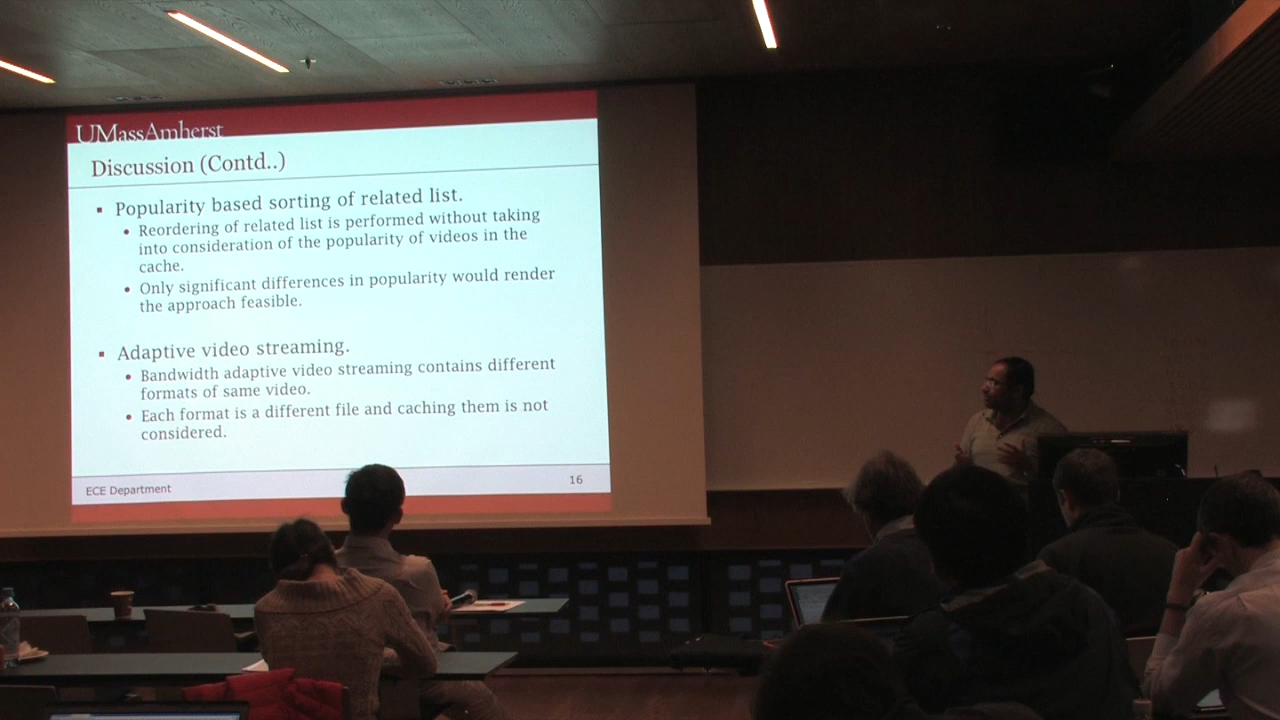 UMassAmherst
Discussion (Contd..)
▪ Popularity based sorting of related list.
• Reordering of related list is performed without taking
into consideration of the popularity of videos in the
cache.
• Only significant differences in popularity would render
the approach feasible.
▪ Adaptive video streaming.
• Bandwidth adaptive video streaming contains different
formats of same video.
• Each format is a different file and caching them is not
considered.
ECE Department
16